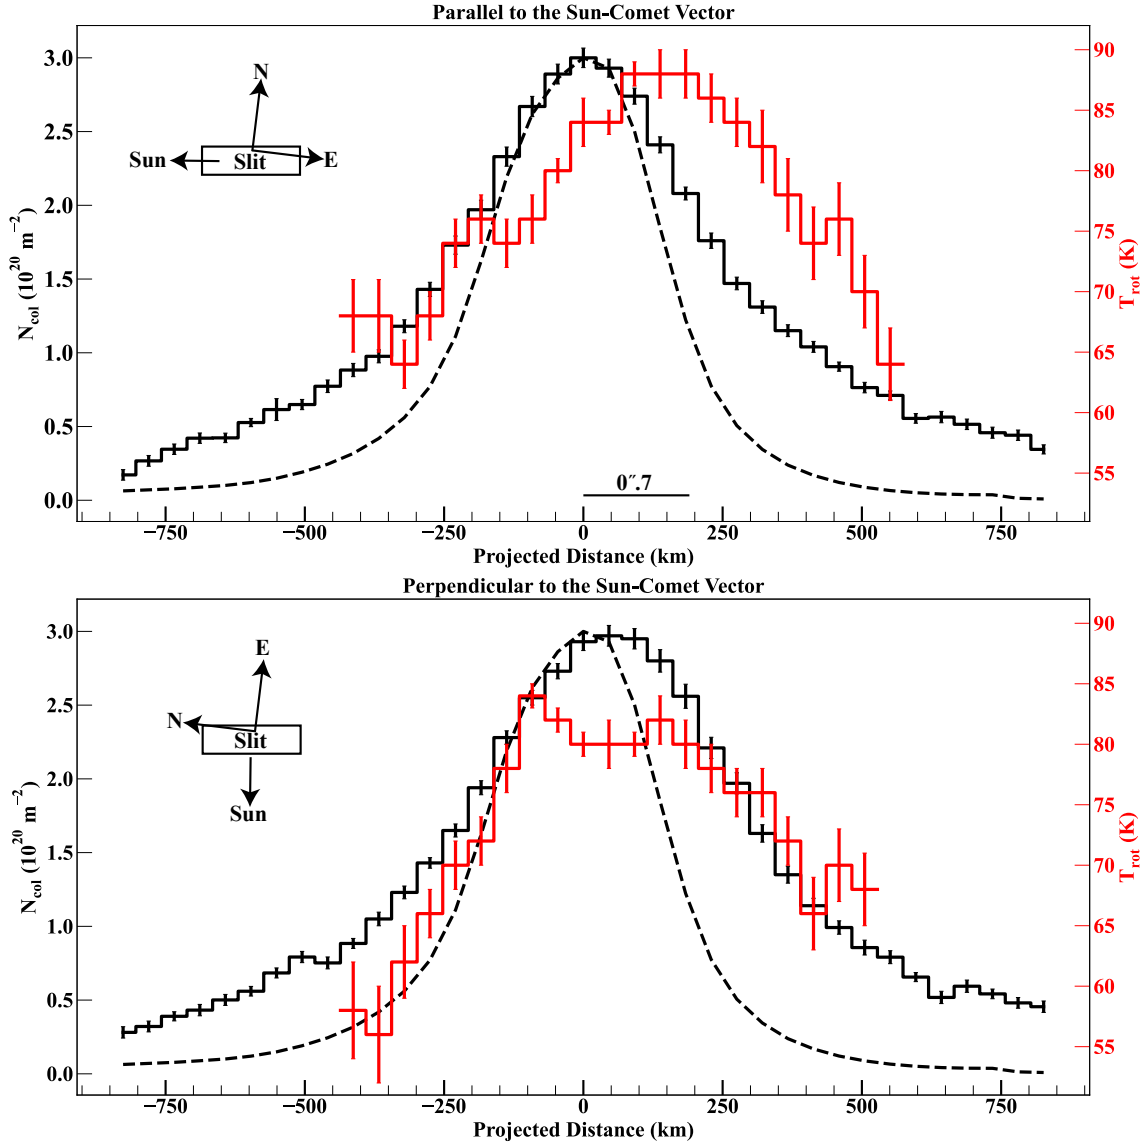 Parallel to the Sun-Comet Vector
3.0
2.5
2.0
1.5
1.0
0.5
0.0
N_col (10^20 m^−2)
90
85
80
75
70
65
60
55
T_rot (K)
N
Sun
Slit
E
0″.7
−750
−500
−250
0
250
500
750
Projected Distance (km)
Perpendicular to the Sun-Comet Vector
3.0
2.5
2.0
1.5
1.0
0.5
0.0
N_col (10^20 m^−2)
90
85
80
75
70
65
60
55
T_rot (K)
E
N
Slit
Sun
−750
−500
−250
0
250
500
750
Projected Distance (km)